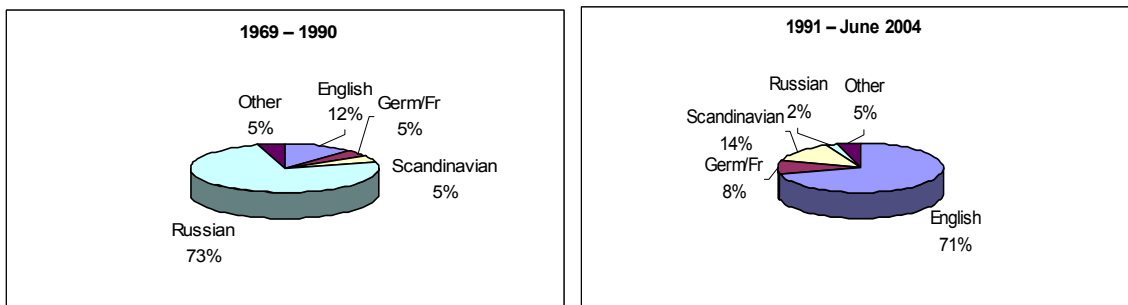 1969 – 1990
English
12%
Germ/Fr
5%
Other
5%
Scandinavian
5%
Russian
73%
1991 – June 2004
Russian
2%
Other
5%
Scandinavian
14%
Germ/Fr
8%
English
71%